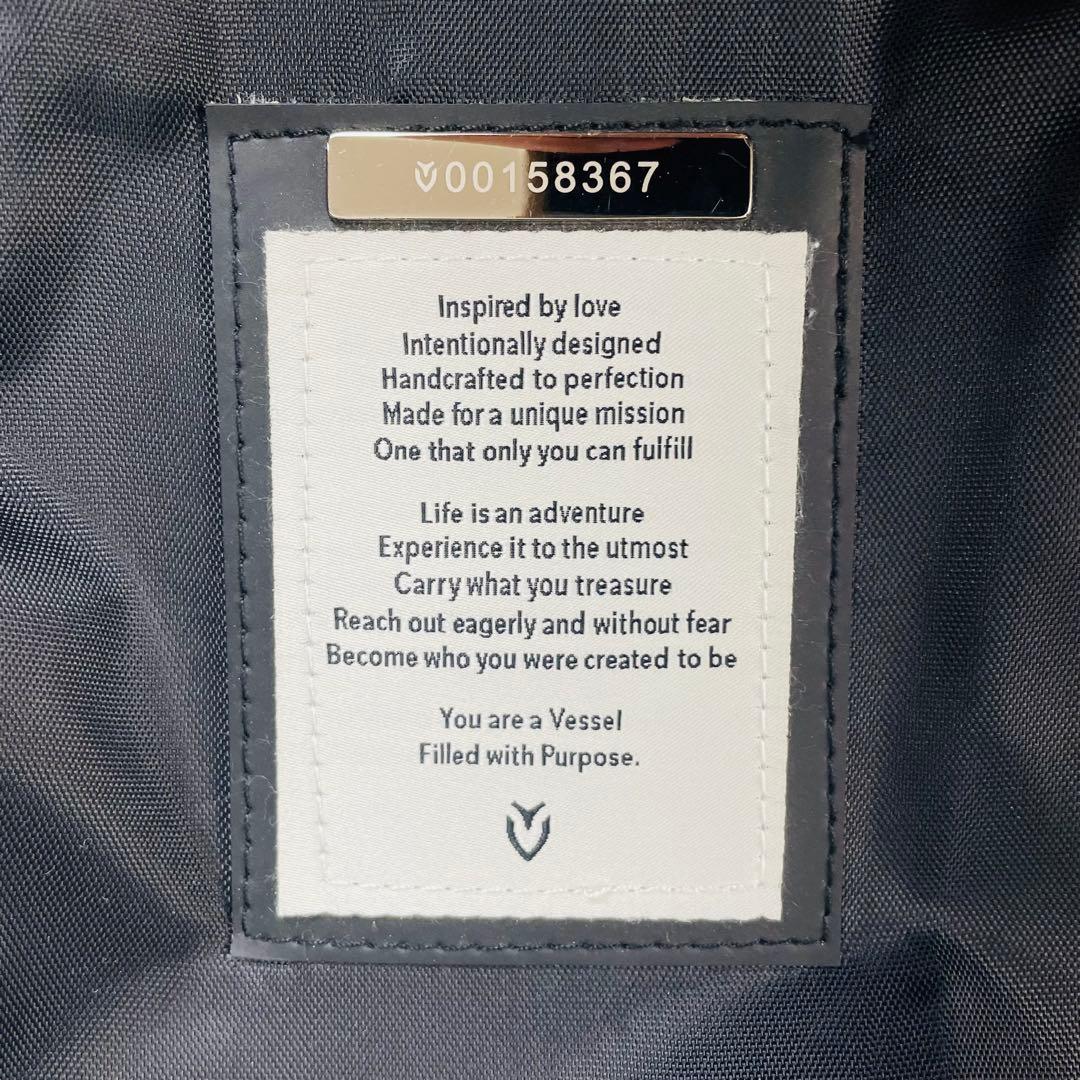 00158367
Inspired by love
Intentionally designed
Handcrafted to perfection
Made for a unique mission
One that only you can fulfill
Life is an adventure
Experience it to the utmost
Carry what you treasure
Reach out eagerly and without fear
Become who you were created to be
You are a Vessel
Filled with Purpose.